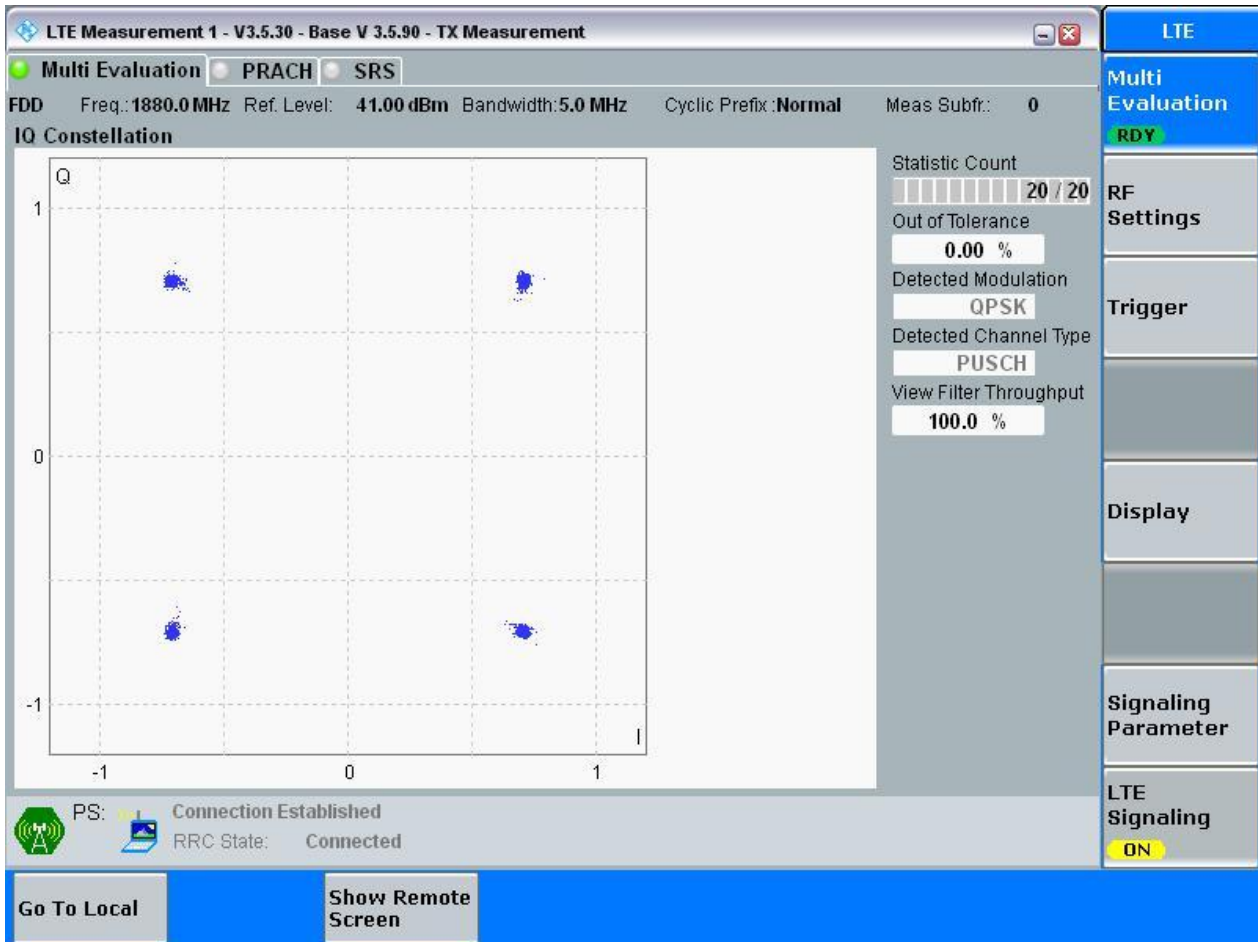 LTE Measurement 1 - V3.5.30 - Base V 3.5.90 - TX Measurement
Multi Evaluation PRACH SRS
FDD Freq.: 1880.0 MHz Ref. Level: 41.00 dBm Bandwidth: 5.0 MHz Cyclic Prefix : Normal Meas Subfr.: 0
IQ Constellation
Q
1
0
-1
I
-1 0 1
Statistic Count
20 / 20
Out of Tolerance
0.00 %
Detected Modulation
QPSK
Detected Channel Type
PUSCH
View Filter Throughput
100.0 %
PS: Connection Established
RRC State: Connected
LTE
Multi
Evaluation
RDY
RF
Settings
Trigger
Display
Signaling
Parameter
LTE
Signaling
ON
Go To Local
Show Remote
Screen